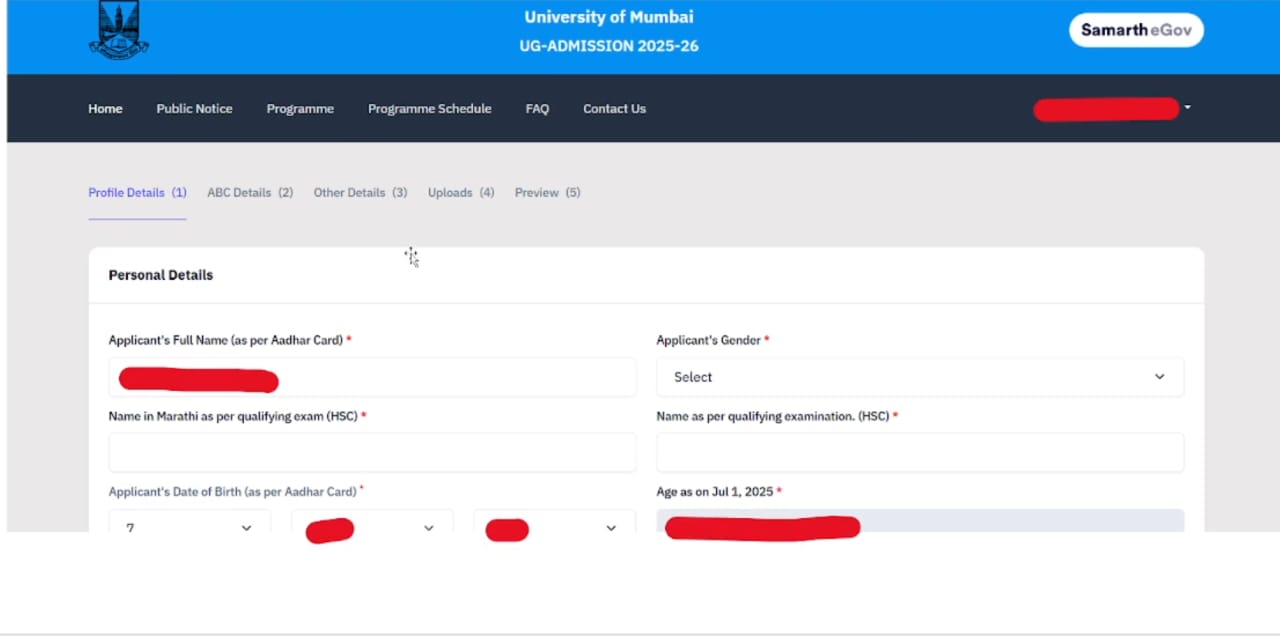 University of Mumbai
UG-ADMISSION 2025-26
Samarth eGov
Home Public Notice Programme Programme Schedule FAQ Contact Us
Profile Details (1) ABC Details (2) Other Details (3) Uploads (4) Preview (5)
Personal Details
Applicant's Full Name (as per Aadhar Card) * Applicant's Gender *
Select
Name in Marathi as per qualifying exam (HSC) * Name as per qualifying examination. (HSC) *
Applicant's Date of Birth (as per Aadhar Card) * Age as on Jul 1, 2025 *
7